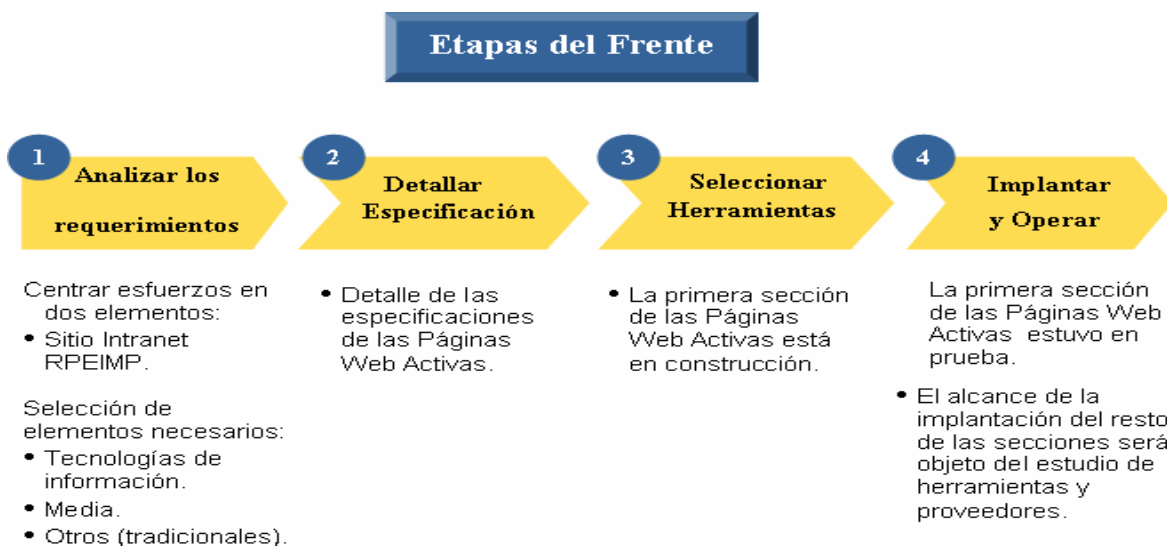 Etapas del Frente
1
Analizar los
requerimientos
Centrar esfuerzos en
dos elementos:
• Sitio Intranet
RPEIMP.
Selección de
elementos necesarios:
• Tecnologías de
información.
• Media.
• Otros (tradicionales).
2
Detallar
Especificación
• Detalle de las
especificaciones
de las Páginas
Web Activas.
3
Seleccionar
Herramientas
• La primera sección
de las Páginas
Web Activas está
en construcción.
4
Implantar
y Operar
La primera sección
de las Páginas Web
Activas estuvo en
prueba.
• El alcance de la
implantación del resto
de las secciones será
objeto del estudio de
herramientas y
proveedores.